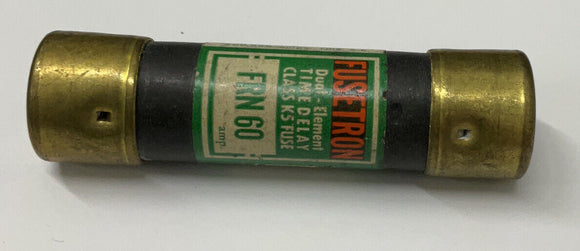 FUSETRON
Dual-Element
TIME DELAY
CLASS K5 FUSE
FRN 60
amp.